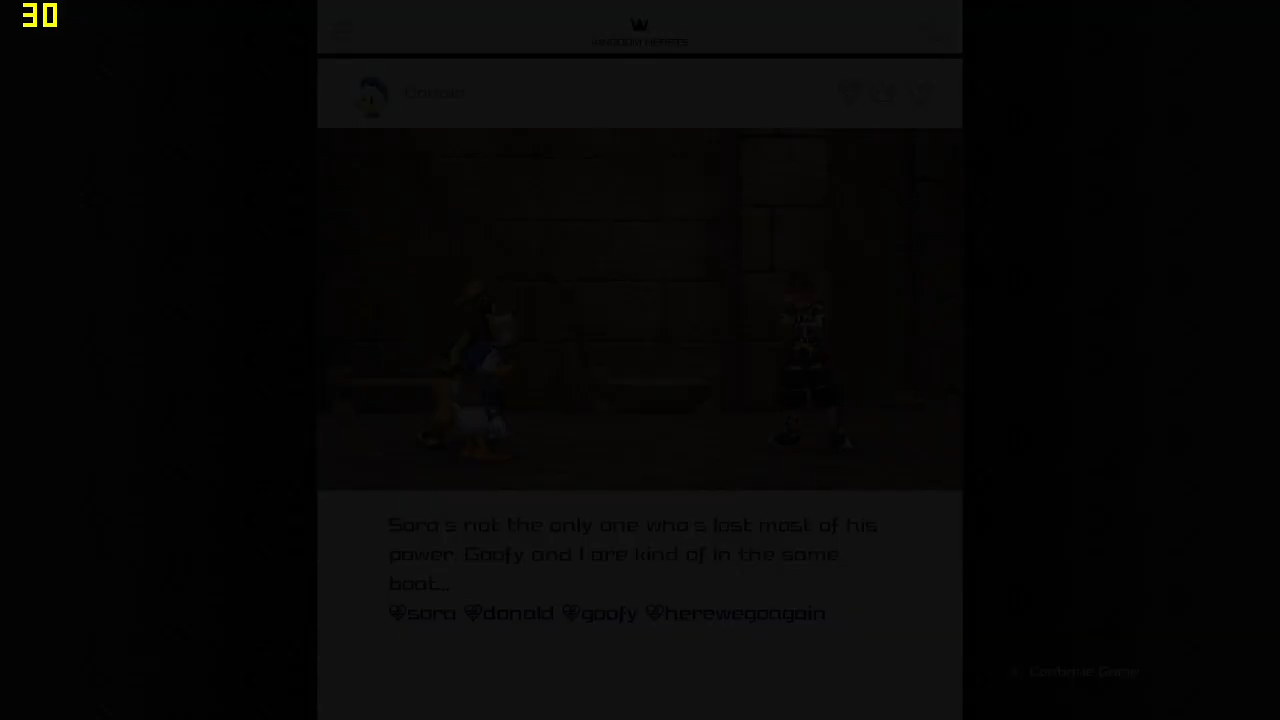 30
KINGDOM HEARTS
Donald
Sora's not the only one who's lost most of his
power. Goofy and I are kind of in the same
boat...
sora donald goofy herewegoagain
Continue Game